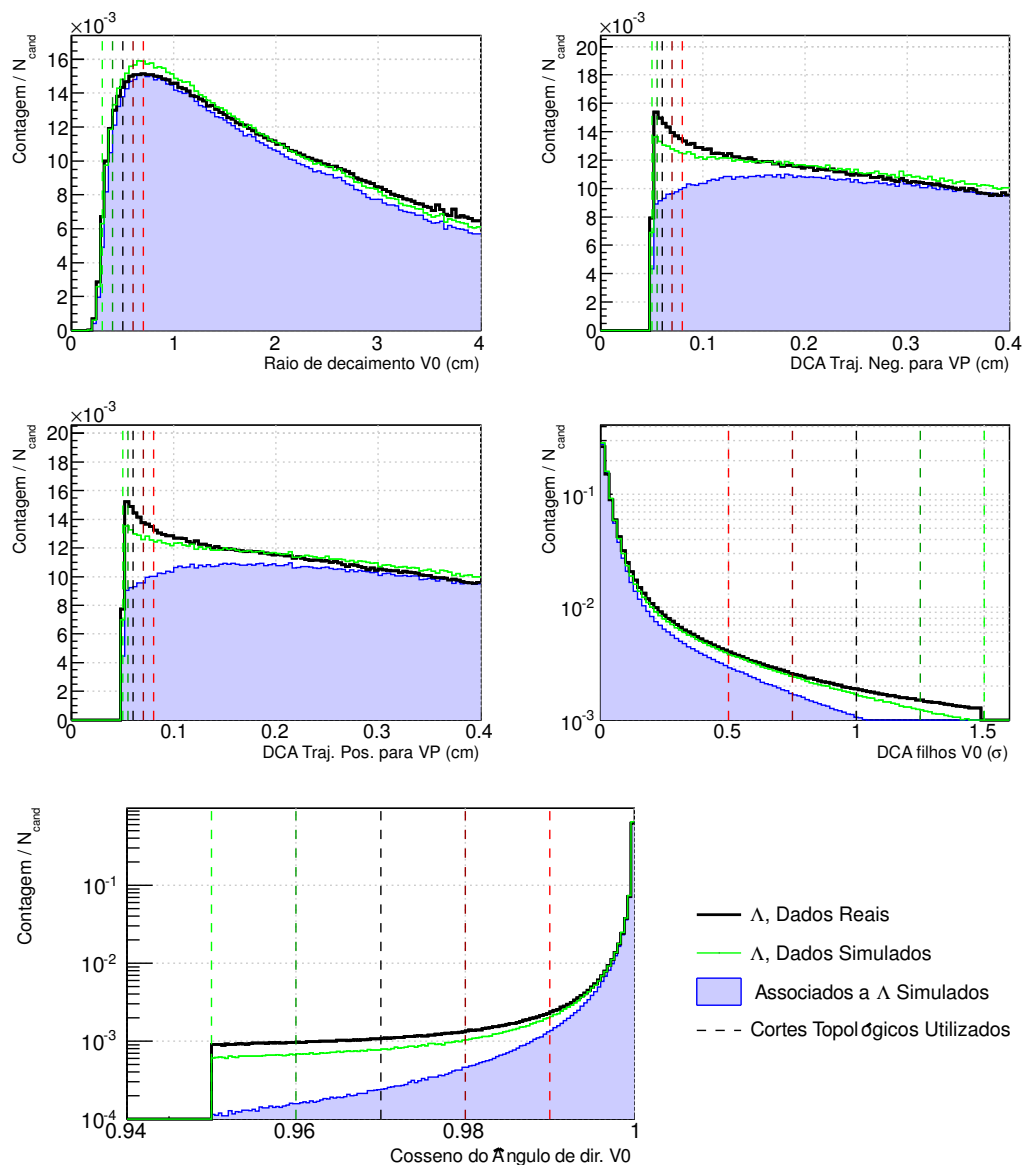 ×10⁻³
Contagem / Ncand
16
14
12
10
8
6
4
2
0
0 1 2 3 4
Raio de decaimento V0 (cm)
×10⁻³
Contagem / Ncand
20
18
16
14
12
10
8
6
4
2
0
0 0.1 0.2 0.3 0.4
DCA Traj. Neg. para VP (cm)
×10⁻³
Contagem / Ncand
20
18
16
14
12
10
8
6
4
2
0
0 0.1 0.2 0.3 0.4
DCA Traj. Pos. para VP (cm)
Contagem / Ncand
10⁻¹
10⁻²
10⁻³
0 0.5 1 1.5
DCA filhos V0 (σ)
Contagem / Ncand
10⁻¹
10⁻²
10⁻³
10⁻⁴
0.94 0.96 0.98 1
Cosseno do Ângulo de dir. V0
Λ, Dados Reais
Λ, Dados Simulados
Associados a Λ Simulados
Cortes Topológicos Utilizados